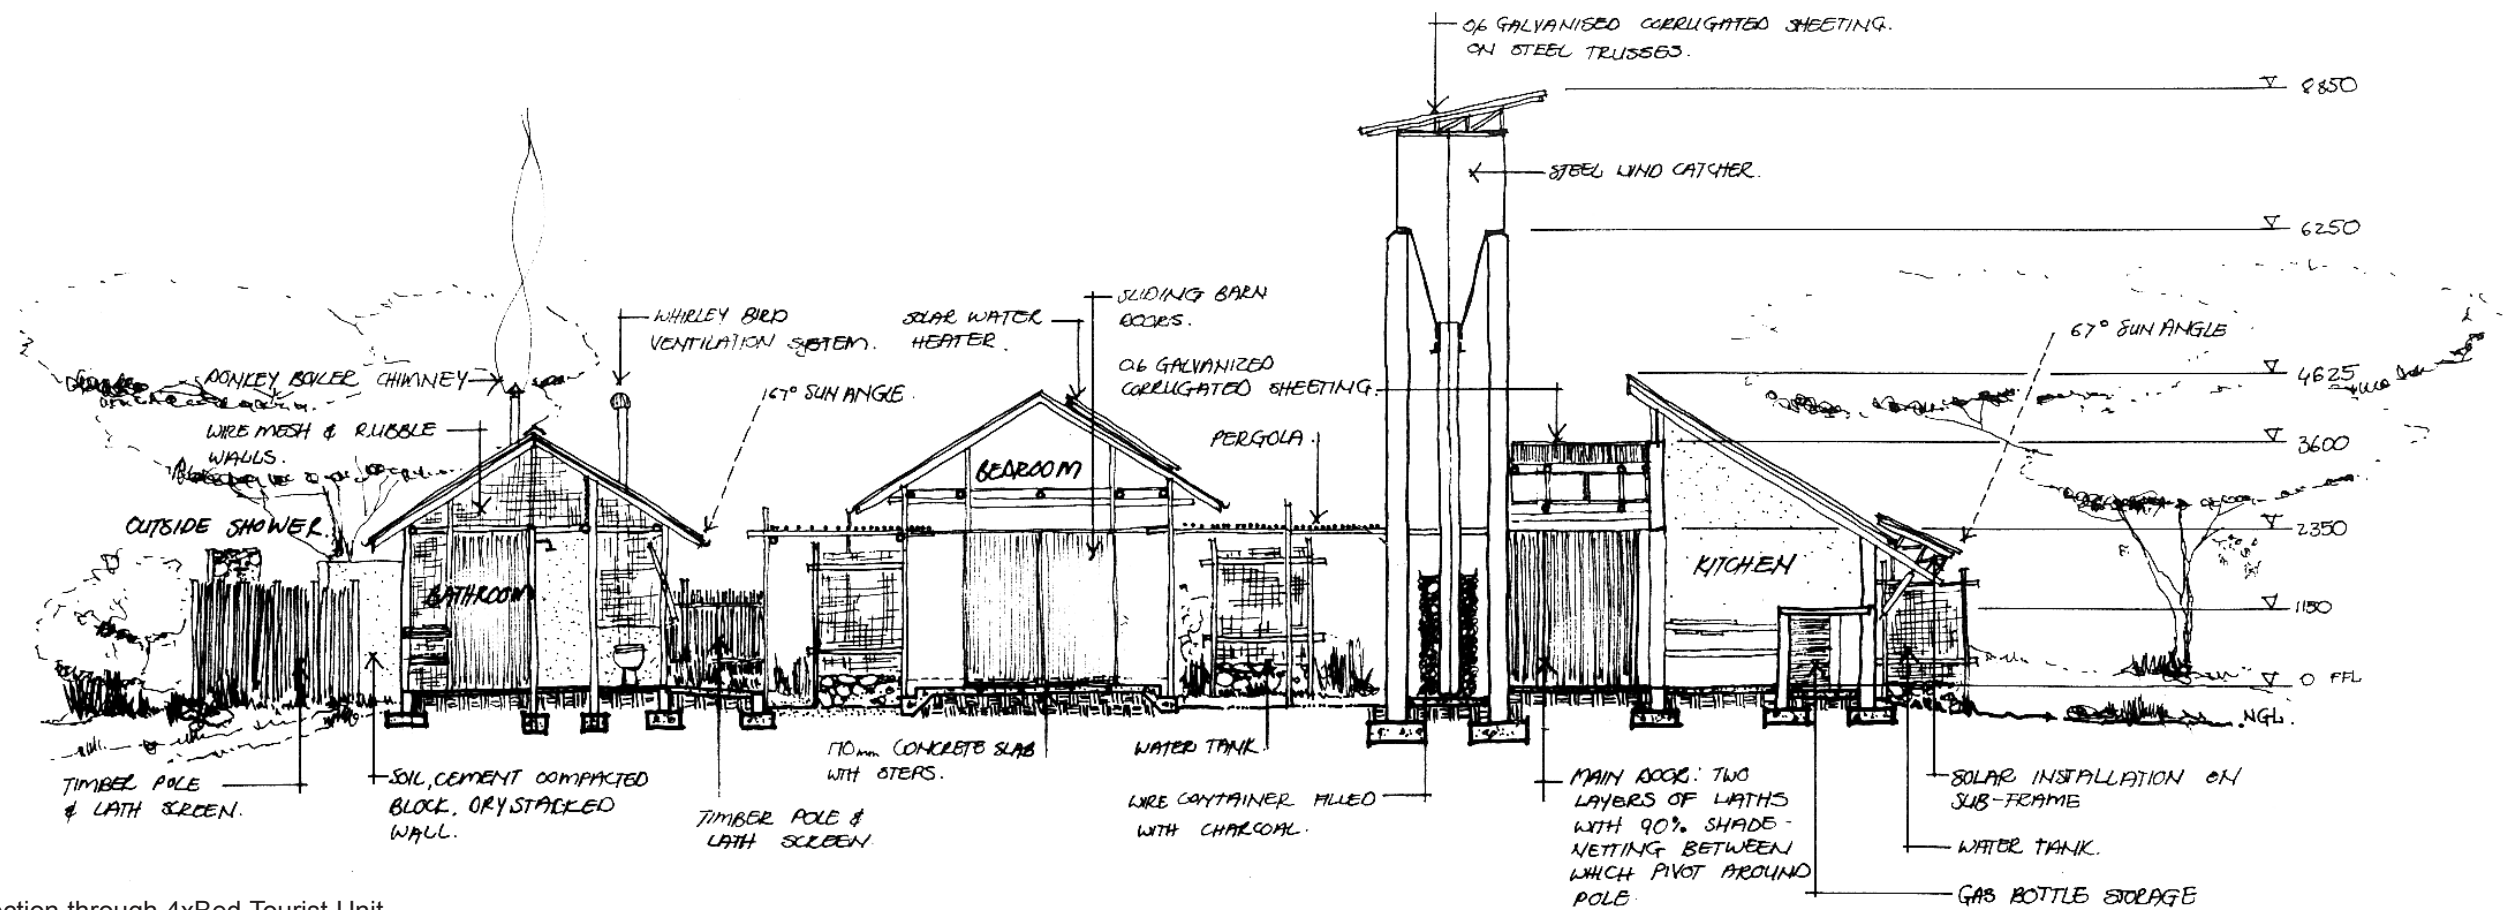 0,6 GALVANISED CORRUGATED SHEETING.
ON STEEL TRUSSES.
8850
STEEL WIND CATCHER.
6250
SLIDING BARN
DOORS.
WHIRLEY BIRD
VENTILATION SYSTEM.
SOLAR WATER
HEATER.
67° SUN ANGLE
0.6 GALVANIZED
CORRUGATED SHEETING.
DONKEY BOILER CHIMNEY
4625
67° SUN ANGLE.
WIRE MESH & RUBBLE
WALLS.
PERGOLA.
3600
BEDROOM
OUTSIDE SHOWER.
2350
KITCHEN
BATHROOM
1150
0 FFL
NGL.
TIMBER POLE
& LATH SCREEN.
SOIL, CEMENT COMPACTED
BLOCK. DRY STACKED
WALL.
TIMBER POLE &
LATH SCREEN.
170mm CONCRETE SLAB
WITH STEPS.
WATER TANK.
WIRE CONTAINER FILLED
WITH CHARCOAL.
MAIN DOOR: TWO
LAYERS OF LATHS
WITH 90% SHADE-
NETTING BETWEEN
WHICH PIVOT AROUND
POLE
SOLAR INSTALLATION ON
SUB-FRAME
WATER TANK.
GAS BOTTLE STORAGE
through 4xBed Tourist Unit